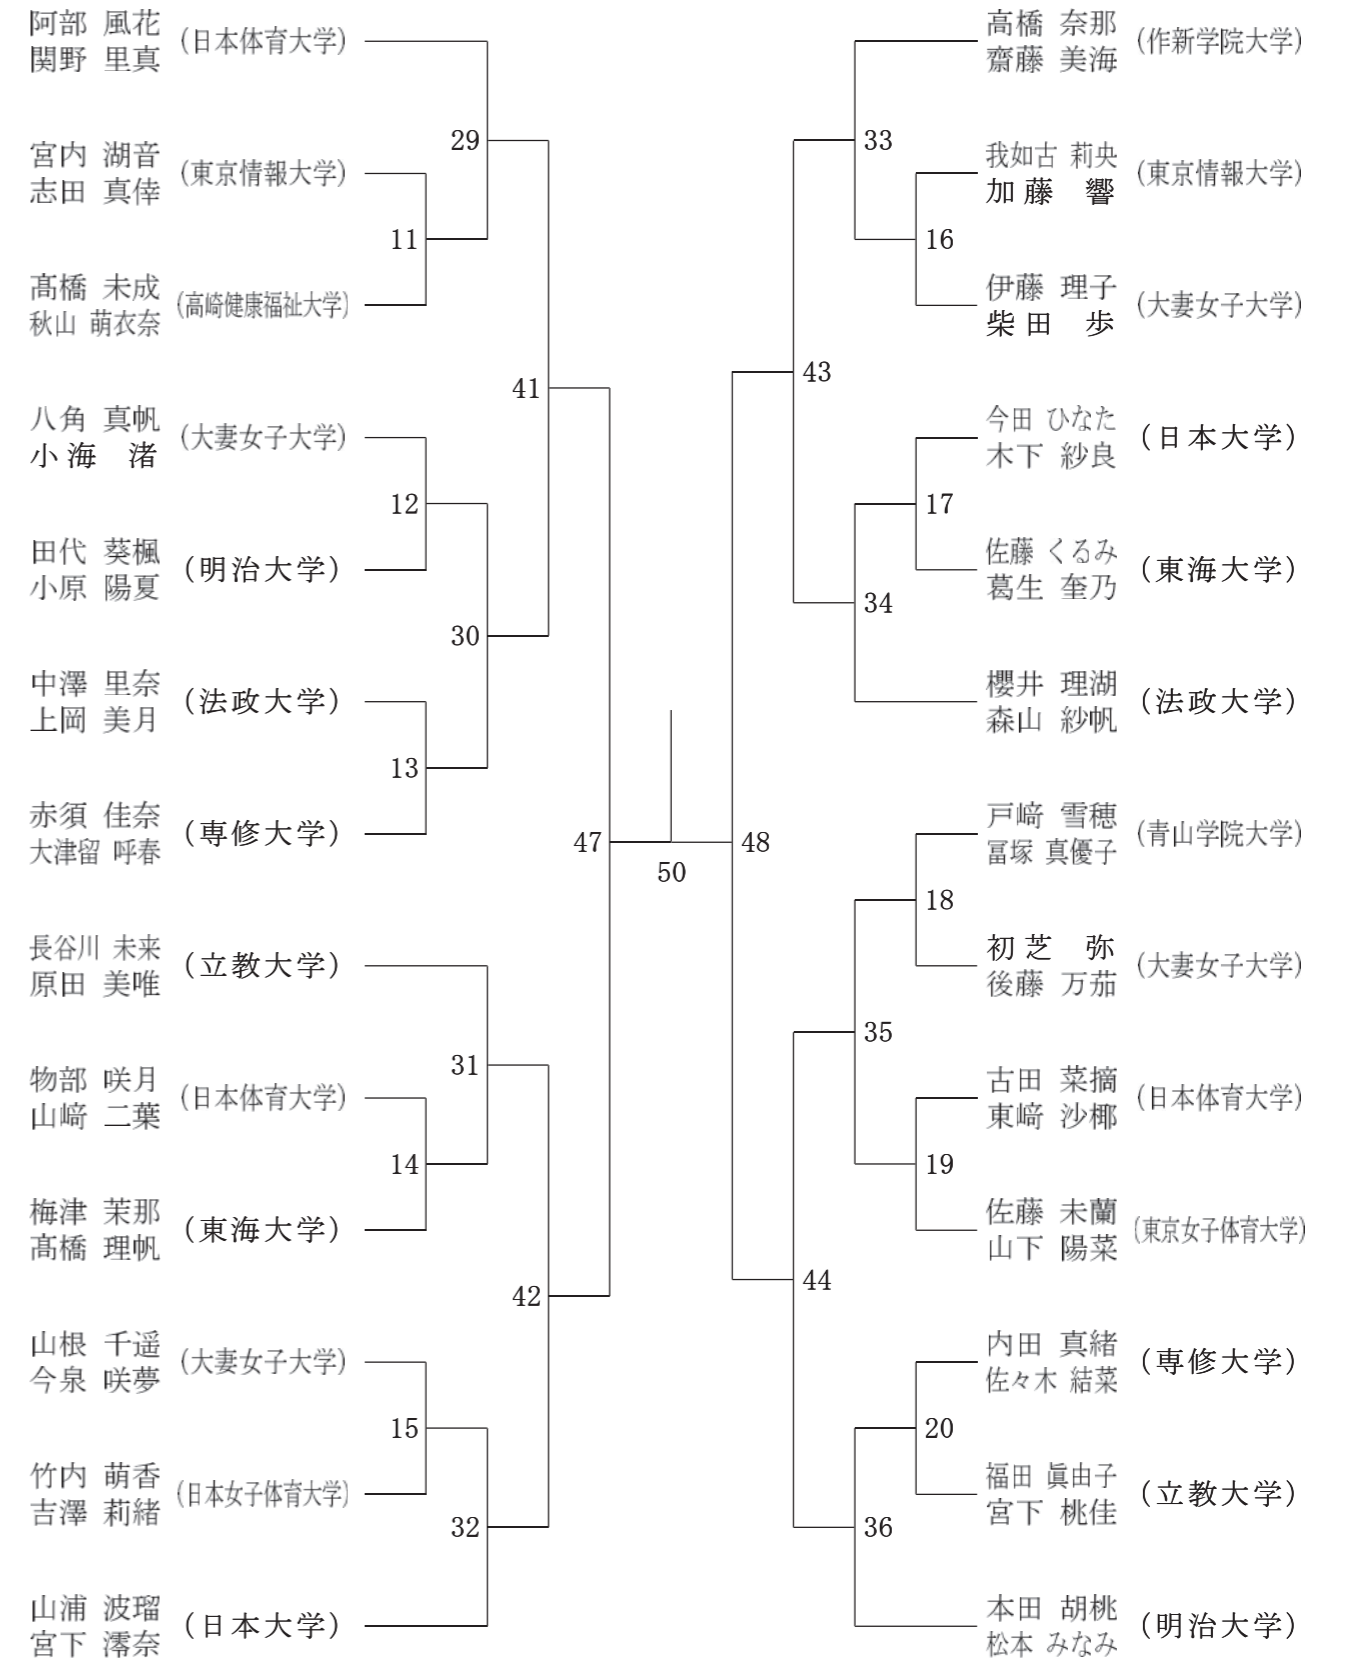 阿部 風花
関野 里真
(日本体育大学)
宮内 湖音
志田 真倖
(東京情報大学)
髙橋 未成
秋山 萌衣奈
(高崎健康福祉大学)
八角 真帆
小海 渚
(大妻女子大学)
田代 葵楓
小原 陽夏
(明治大学)
中澤 里奈
上岡 美月
(法政大学)
赤須 佳奈
大津留 呼春
(専修大学)
長谷川 未来
原田 美唯
(立教大学)
物部 咲月
山﨑 二葉
(日本体育大学)
梅津 茉那
髙橋 理帆
(東海大学)
山根 千遥
今泉 咲夢
(大妻女子大学)
竹内 萌香
吉澤 莉緒
(日本女子体育大学)
山浦 波瑠
宮下 澪奈
(日本大学)
29
11
41
12
30
13
47
31
14
42
15
32
50
48
33
16
43
17
34
18
35
19
44
20
36
高橋 奈那
齋藤 美海
(作新学院大学)
我如古 莉央
加藤 響
(東京情報大学)
伊藤 理子
柴田 歩
(大妻女子大学)
今田 ひなた
木下 紗良
(日本大学)
佐藤 くるみ
葛生 奎乃
(東海大学)
櫻井 理湖
森山 紗帆
(法政大学)
戸﨑 雪穂
冨塚 真優子
(青山学院大学)
初芝 弥
後藤 万茄
(大妻女子大学)
古田 菜摘
東﨑 沙椰
(日本体育大学)
佐藤 未蘭
山下 陽菜
(東京女子体育大学)
内田 真緒
佐々木 結菜
(専修大学)
福田 眞由子
宮下 桃佳
(立教大学)
本田 胡桃
松本 みなみ
(明治大学)